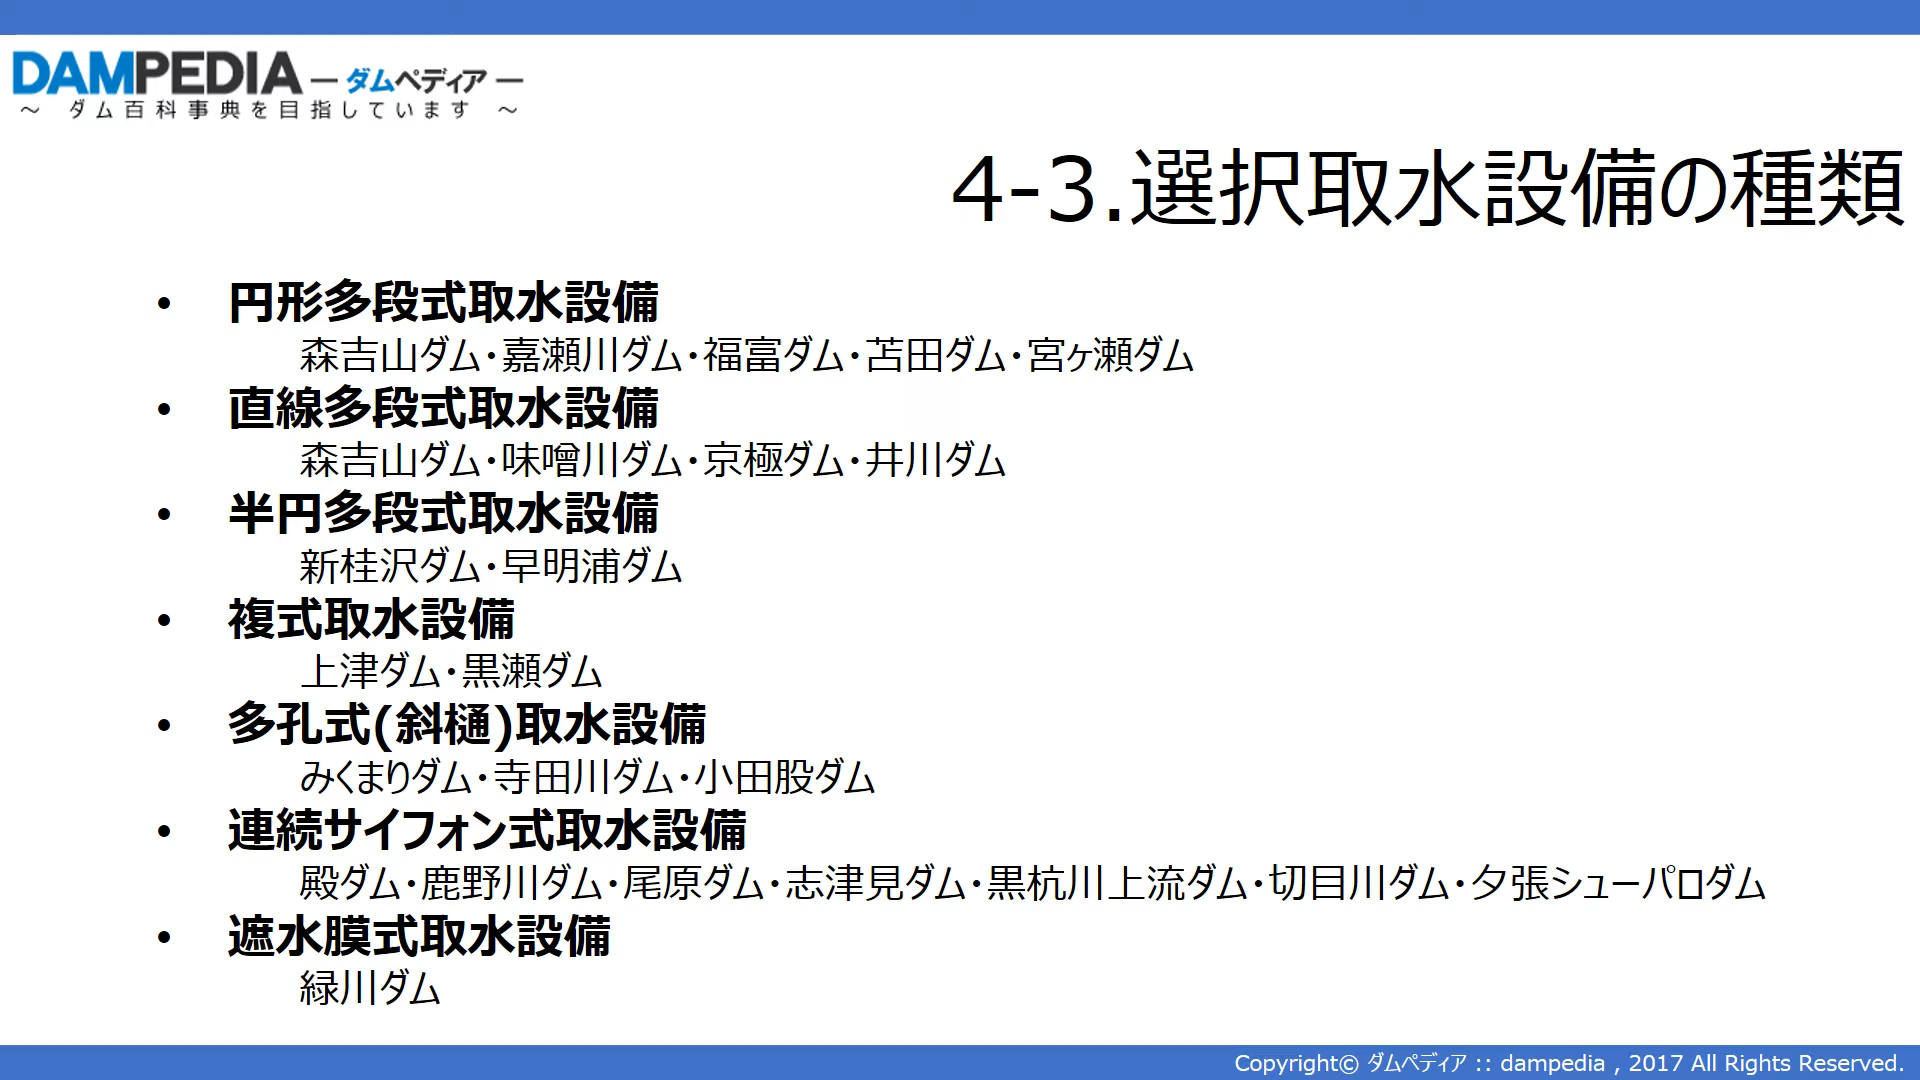 DAMPEDIA ― ダムペディア ―
～ ダム百科事典を目指しています ～
4-3.選択取水設備の種類
• 円形多段式取水設備
森吉山ダム・嘉瀬川ダム・福富ダム・苫田ダム・宮ヶ瀬ダム
• 直線多段式取水設備
森吉山ダム・味噌川ダム・京極ダム・井川ダム
• 半円多段式取水設備
新桂沢ダム・早明浦ダム
• 複式取水設備
上津ダム・黒瀬ダム
• 多孔式(斜樋)取水設備
みくまりダム・寺田川ダム・小田股ダム
• 連続サイフォン式取水設備
殿ダム・鹿野川ダム・尾原ダム・志津見ダム・黒杭川上流ダム・切目川ダム・夕張シューパロダム
• 遮水膜式取水設備
緑川ダム
Copyright© ダムペディア :: dampedia , 2017 All Rights Reserved.